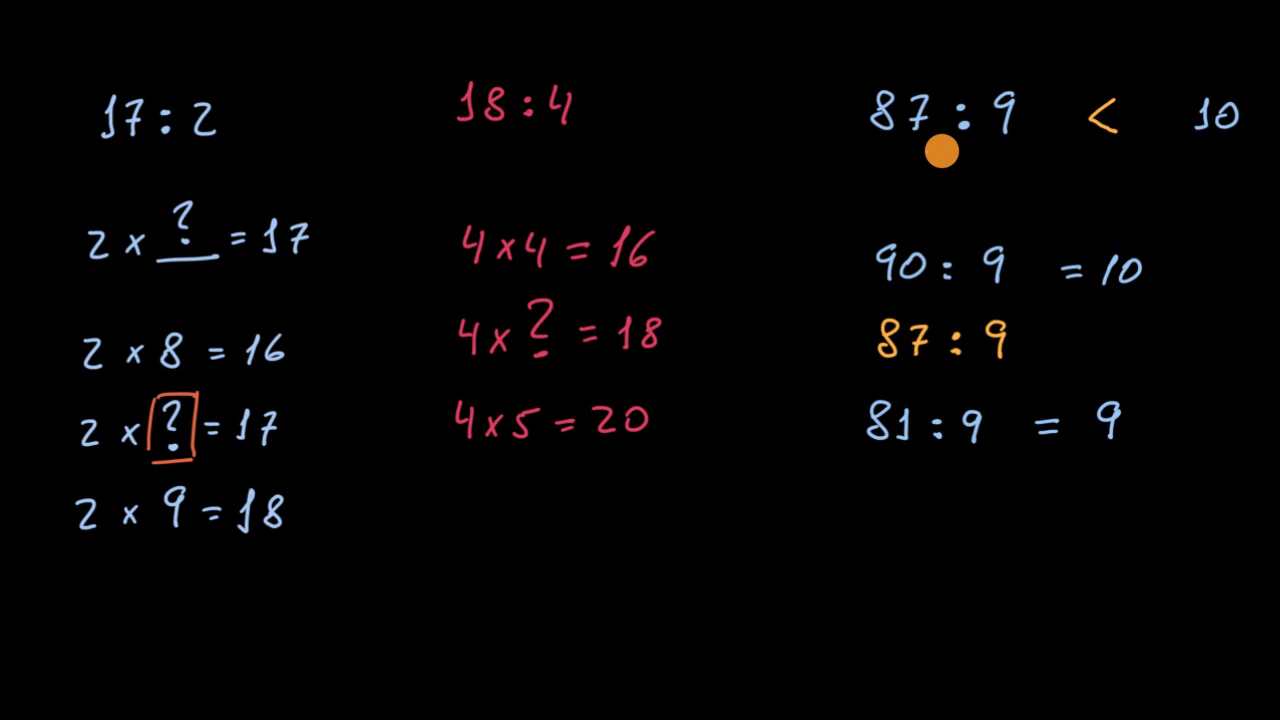 17 : 2
2 x ? = 17
2 x 8 = 16
2 x ? = 17
2 x 9 = 18
18 : 4
4 x 4 = 16
4 x ? = 18
4 x 5 = 20
87 : 9 < 10
90 : 9 = 10
87 : 9
81 : 9 = 9